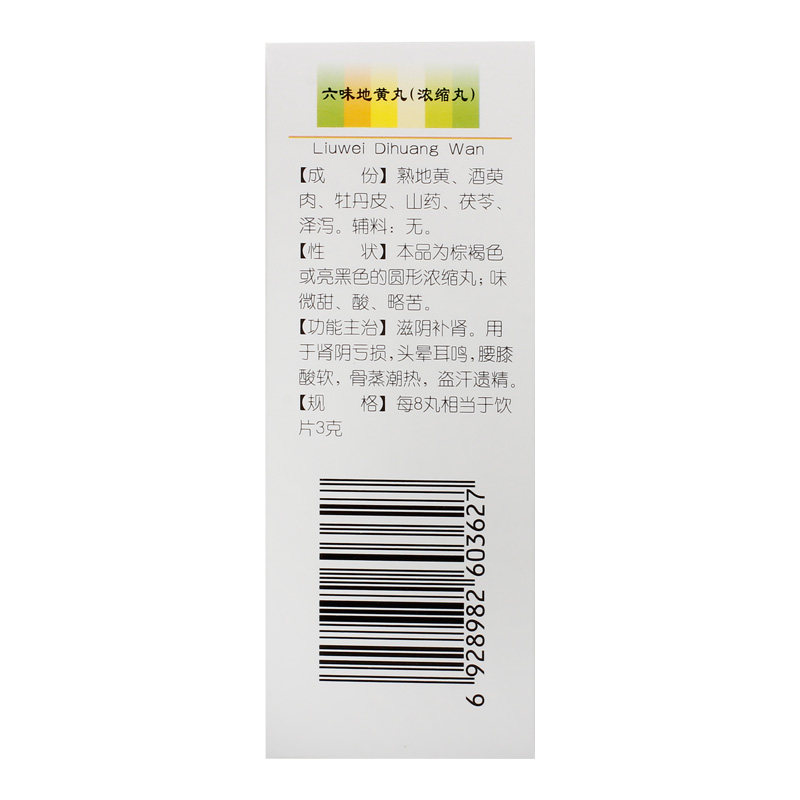 六味地黄丸(浓缩丸)
Liuwei Dihuang Wan
【成　份】熟地黄、酒萸
肉、牡丹皮、山药、茯苓、
泽泻。辅料：无。
【性　状】本品为棕褐色
或亮黑色的圆形浓缩丸；味
微甜、酸、略苦。
【功能主治】滋阴补肾。用
于肾阴亏损，头晕耳鸣，腰膝
酸软，骨蒸潮热，盗汗遗精。
【规　格】每8丸相当于饮
片3克
6 928982 603627